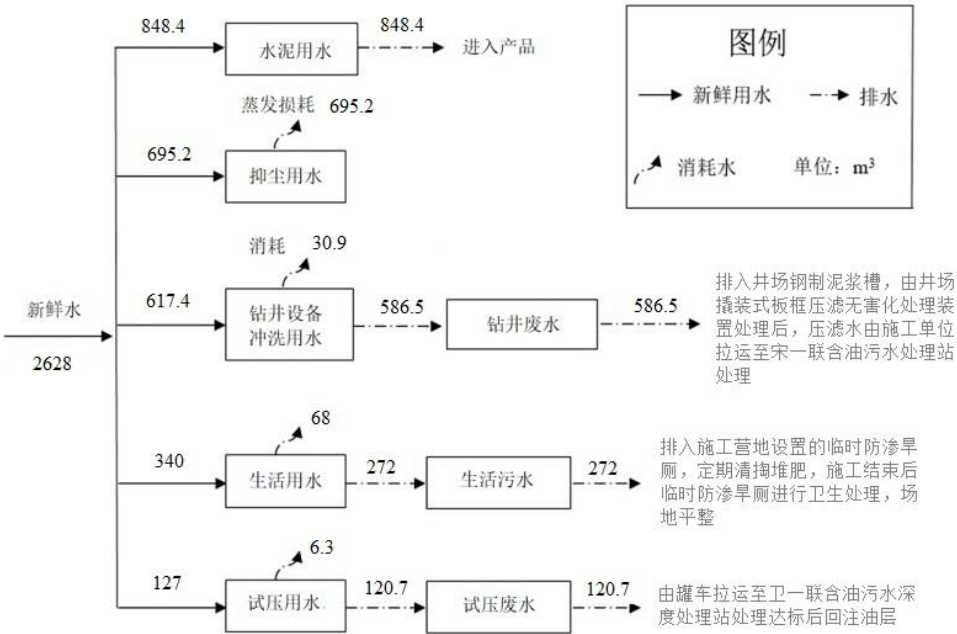 848.4
水泥用水
848.4
进入产品
图例
新鲜用水
排水
消耗水
单位：m³
蒸发损耗 695.2
695.2
抑尘用水
消耗 30.9
新鲜水
2628
617.4
钻井设备
冲洗用水
586.5
钻井废水
586.5
排入井场钢制泥浆槽，由井场
撬装式板框压滤无害化处理装
置处理后，压滤水由施工单位
拉运至宋一联含油污水处理站
处理
68
340
生活用水
272
生活污水
272
排入施工营地设置的临时防渗旱
厕，定期清掏堆肥，施工结束后
临时防渗旱厕进行卫生处理，场
地平整
6.3
127
试压用水
120.7
试压废水
120.7
由罐车拉运至卫一联含油污水深
度处理站处理达标后回注油层